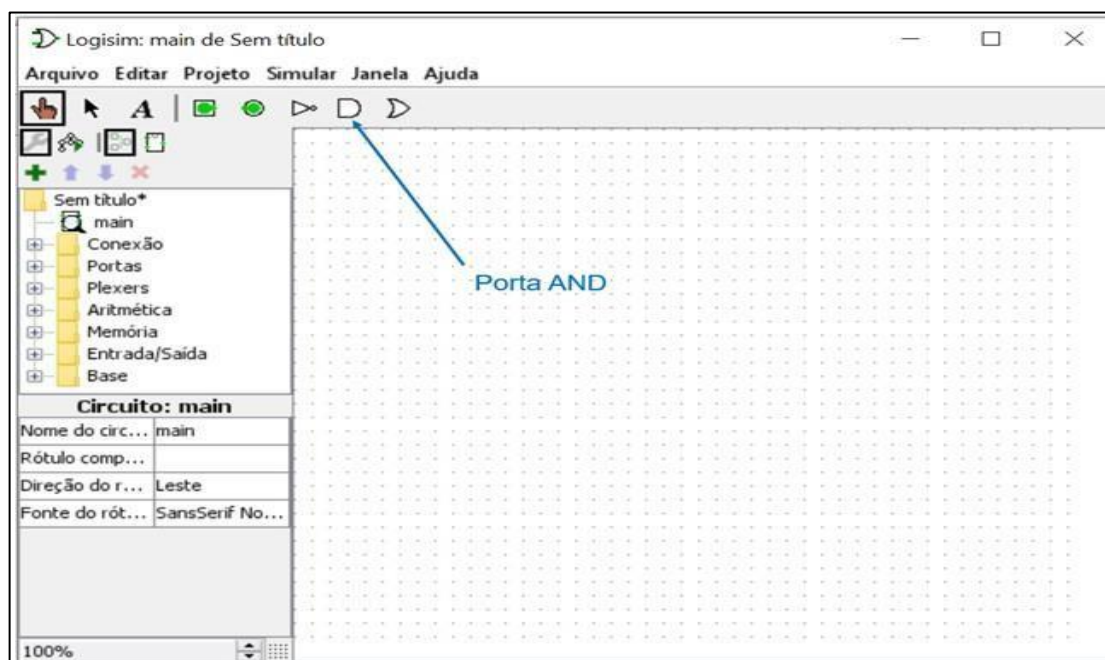 Logisim: main de Sem título
Arquivo Editar Projeto Simular Janela Ajuda
A
Sem título*
main
Conexão
Portas
Plexers
Aritmética
Memória
Entrada/Saída
Base
Porta AND
Circuito: main
Nome do circ... main
Rótulo comp...
Direção do r... Leste
Fonte do rót... SansSerif No...
100%